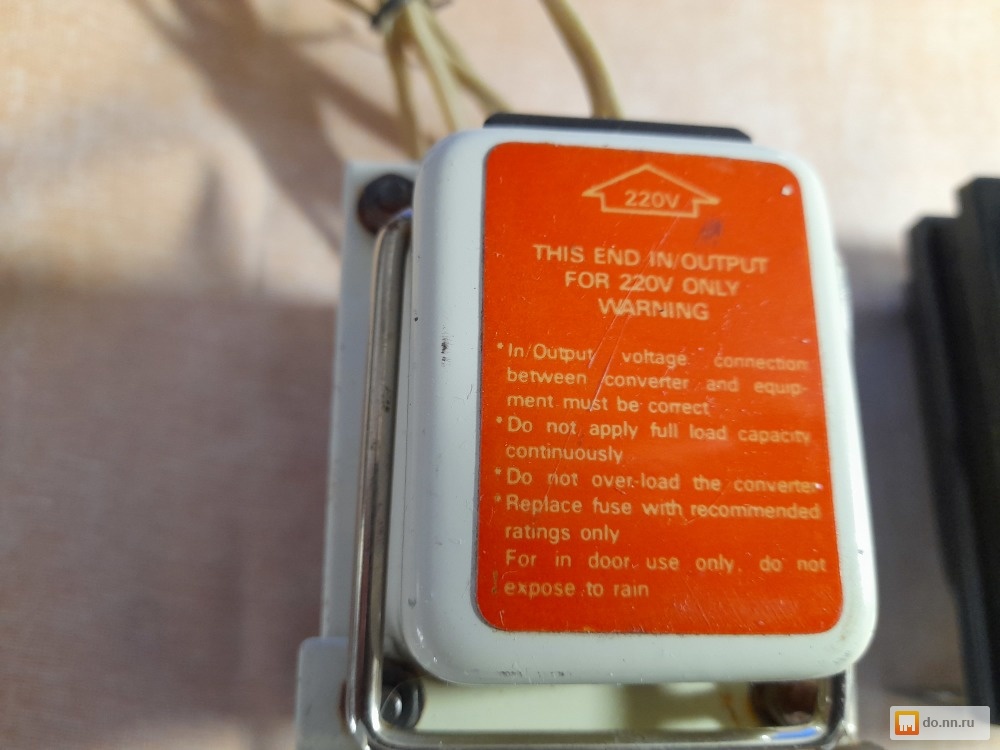 220V
THIS END IN/OUTPUT
FOR 220V ONLY
WARNING
*In/Output voltage connection
between converter and equip-
ment must be correct
*Do not apply full load capacity
continuously
*Do not over-load the converter
*Replace fuse with recommended
ratings only
For in door use only, do not
! expose to rain
do.nn.ru